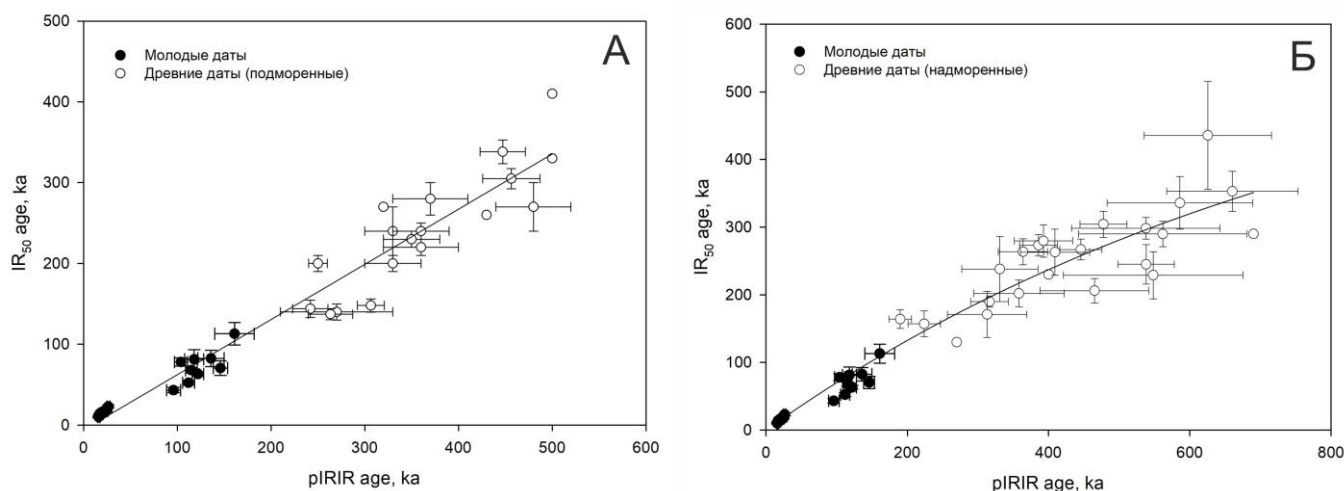 А
Молодые даты
Древние даты (подморенные)
IR50 age, ka
500
400
300
200
100
0
0 100 200 300 400 500 600
pIRIR age, ka
Б
Молодые даты
Древние даты (надморенные)
IR50 age, ka
600
500
400
300
200
100
0
0 200 400 600 800
pIRIR age, ka